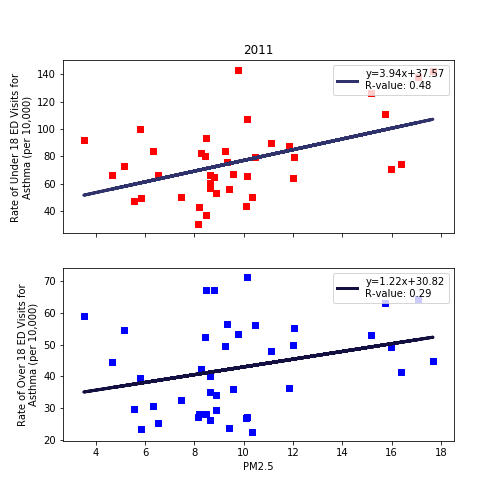 2011
Rate of Under 18 ED Visits for
Asthma (per 10,000)
140
120
100
80
60
40
y=3.94x+37.57
R-value: 0.48
Rate of Over 18 ED Visits for
Asthma (per 10,000)
70
60
50
40
30
20
y=1.22x+30.82
R-value: 0.29
4 6 8 10 12 14 16 18
PM2.5